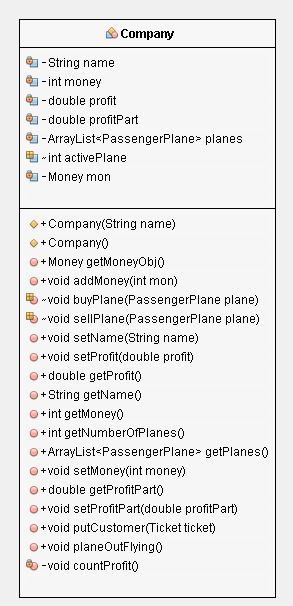 Company
-String name
-int money
-double profit
-double profitPart
-ArrayList<PassengerPlane> planes
~int activePlane
-Money mon
+Company(String name)
+Company()
+Money getMoneyObj()
+void addMoney(int mon)
~void buyPlane(PassengerPlane plane)
~void sellPlane(PassengerPlane plane)
+void setName(String name)
+void setProfit(double profit)
+double getProfit()
+String getName()
+int getMoney()
+int getNumberOfPlanes()
+ArrayList<PassengerPlane> getPlanes()
+void setMoney(int money)
+double getProfitPart()
+void setProfitPart(double profitPart)
+void putCustomer(Ticket ticket)
+void planeOutFlying()
-void countProfit()